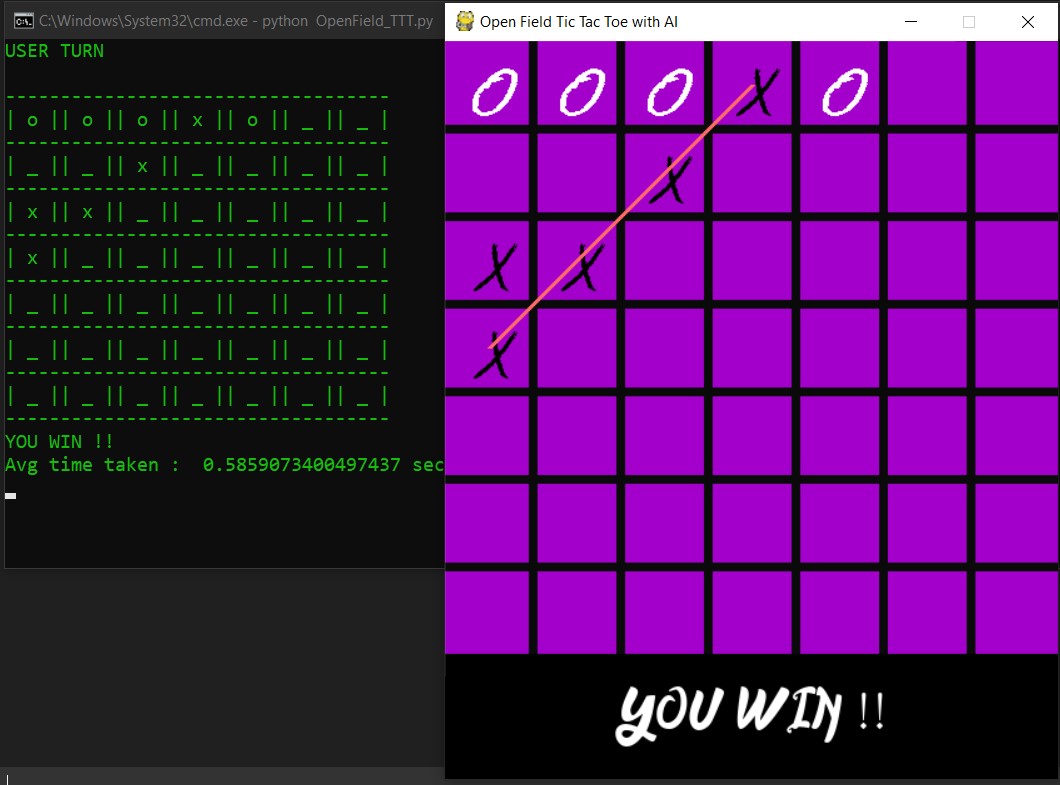 C:\Windows\System32\cmd.exe - python  OpenField_TTT.py
USER TURN
-----------------------------------
| o || o || o || x || o || _ || _ |
-----------------------------------
| _ || _ || x || _ || _ || _ || _ |
-----------------------------------
| x || x || _ || _ || _ || _ || _ |
-----------------------------------
| x || _ || _ || _ || _ || _ || _ |
-----------------------------------
| _ || _ || _ || _ || _ || _ || _ |
-----------------------------------
| _ || _ || _ || _ || _ || _ || _ |
-----------------------------------
| _ || _ || _ || _ || _ || _ || _ |
-----------------------------------
YOU WIN !!
Avg time taken :  0.5859073400497437 sec
Open Field Tic Tac Toe with AI
O O O X O
X
X X
X
YOU WIN !!